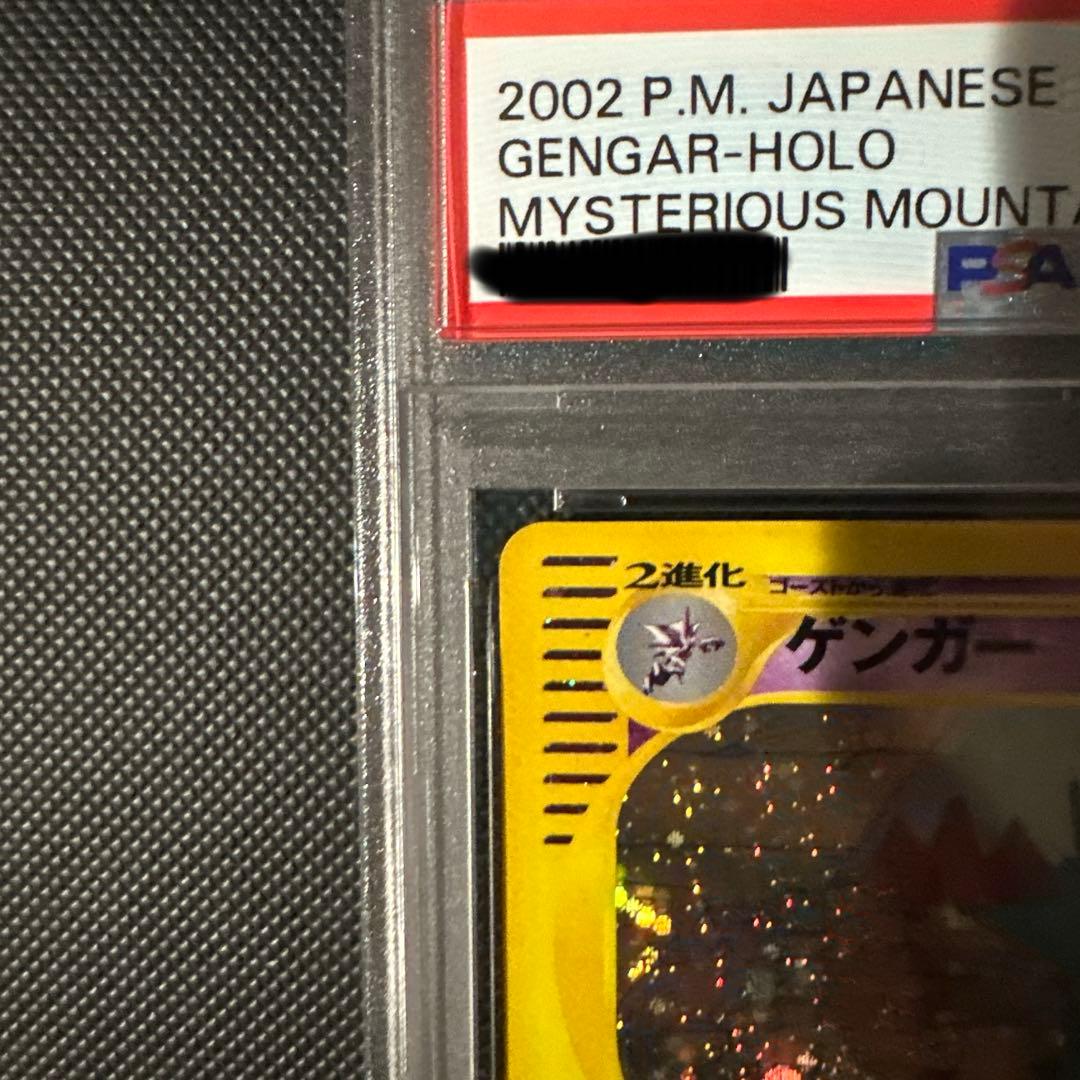 2002 P.M. JAPANESE
GENGAR-HOLO
MYSTERIOUS MOUNTA
PSA
2進化 ゴーストから進化
ゲンガー